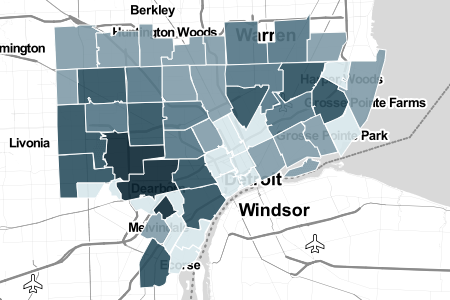 Berkley
Huntington Woods
Warren
mington
Harper Woods
Grosse Pointe Farms
Grosse Pointe Park
Livonia
Detroit
Dearborn
Windsor
Melvindale
Ecorse